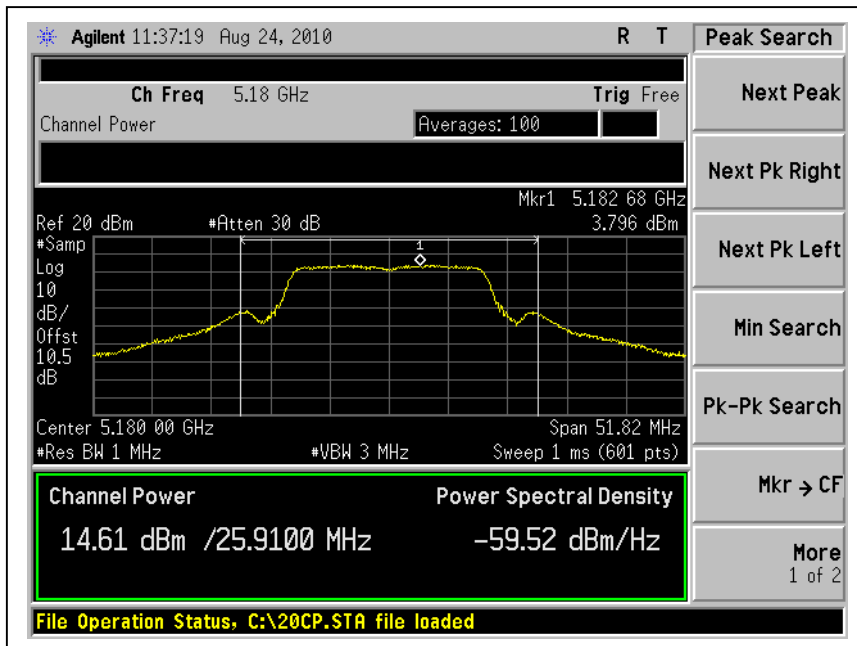 Agilent 11:37:19 Aug 24, 2010 R T
Peak Search
Ch Freq 5.18 GHz Trig Free
Channel Power Averages: 100
Mkr1 5.182 68 GHz
Ref 20 dBm #Atten 30 dB 3.796 dBm
#Samp
Log
10
dB/
Offst
10.5
dB
1
Center 5.180 00 GHz Span 51.82 MHz
#Res BW 1 MHz #VBW 3 MHz Sweep 1 ms (601 pts)
Channel Power Power Spectral Density
14.61 dBm /25.9100 MHz -59.52 dBm/Hz
File Operation Status, C:\20CP.STA file loaded
Next Peak
Next Pk Right
Next Pk Left
Min Search
Pk-Pk Search
Mkr → CF
More
1 of 2